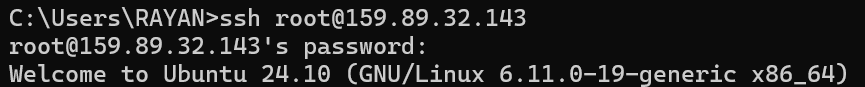 C:\Users\RAYAN>ssh root@159.89.32.143
root@159.89.32.143's password:
Welcome to Ubuntu 24.10 (GNU/Linux 6.11.0-19-generic x86_64)